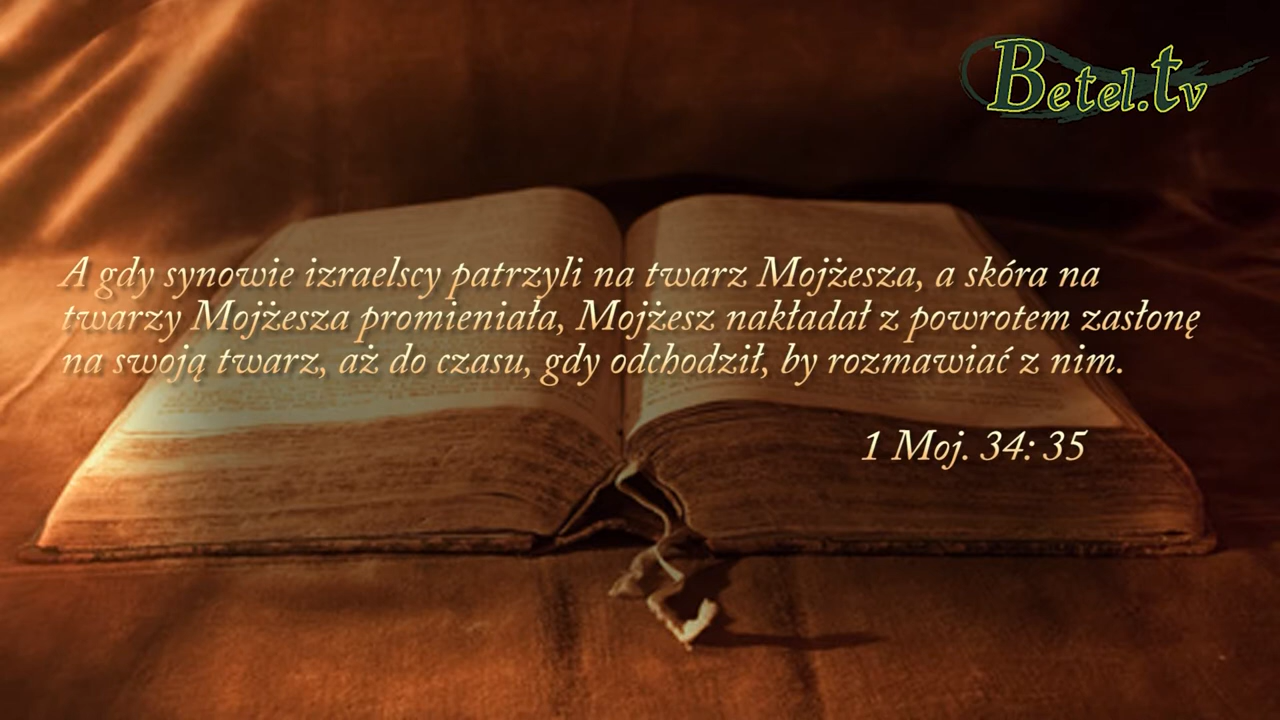 Betel.tv
A gdy synowie izraelscy patrzyli na twarz Mojżesza, a skóra na
twarzy Mojżesza promieniała, Mojżesz nakładał z powrotem zasłonę
na swoją twarz, aż do czasu, gdy odchodził, by rozmawiać z nim.
1 Moj. 34: 35